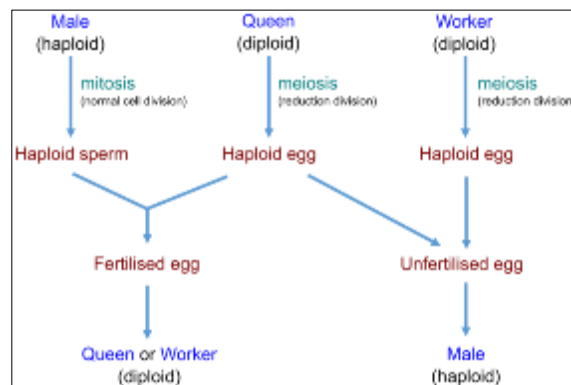 Male
(haploid)
Queen
(diploid)
Worker
(diploid)
mitosis
(normal cell division)
meiosis
(reduction division)
meiosis
(reduction division
Haploid sperm
Haploid egg
Haploid egg
Fertilised egg
Unfertilised egg
Queen or Worker
(diploid)
Male
(haploid)